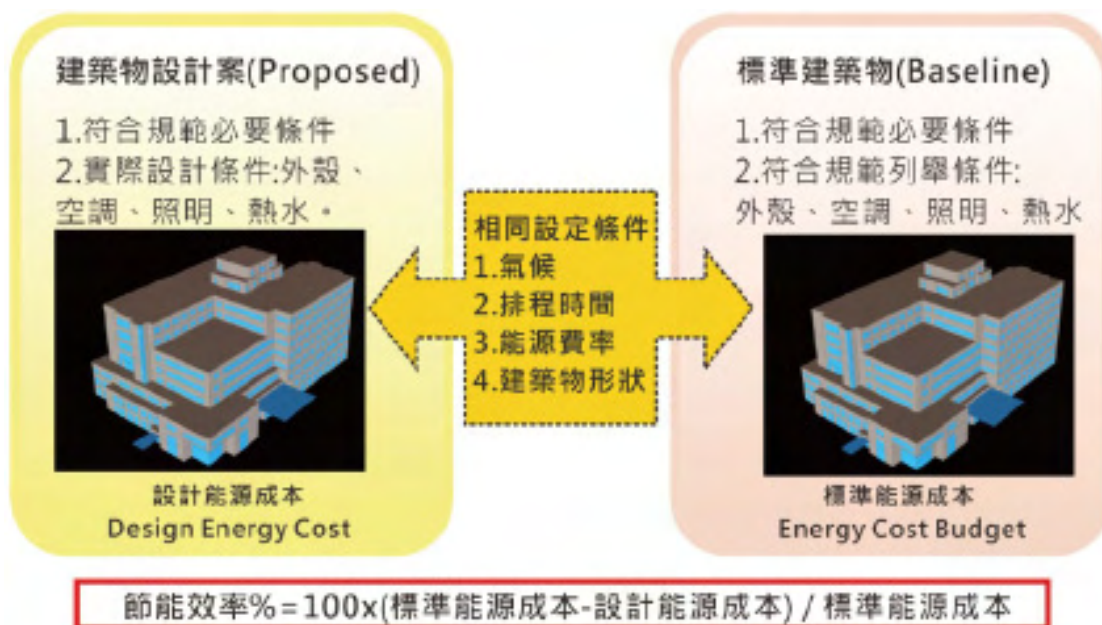 建築物設計案(Proposed)
1.符合規範必要條件
2.實際設計條件:外殼、
空調、照明、熱水。
設計能源成本
Design Energy Cost
相同設定條件
1.氣候
2.排程時間
3.能源費率
4.建築物形狀
標準建築物(Baseline)
1.符合規範必要條件
2.符合規範列舉條件:
外殼、空調、照明、熱水
標準能源成本
Energy Cost Budget
節能效率%=100x(標準能源成本-設計能源成本) / 標準能源成本